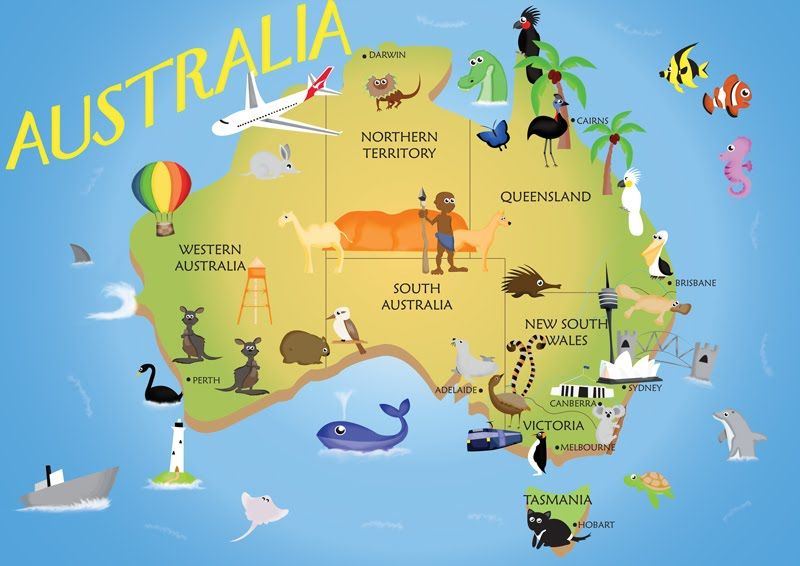 AUSTRALIA
DARWIN
NORTHERN
TERRITORY
CAIRNS
QUEENSLAND
WESTERN
AUSTRALIA
SOUTH
AUSTRALIA
BRISBANE
NEW SOUTH
WALES
PERTH
ADELAIDE
SYDNEY
CANBERRA
VICTORIA
MELBOURNE
TASMANIA
HOBART